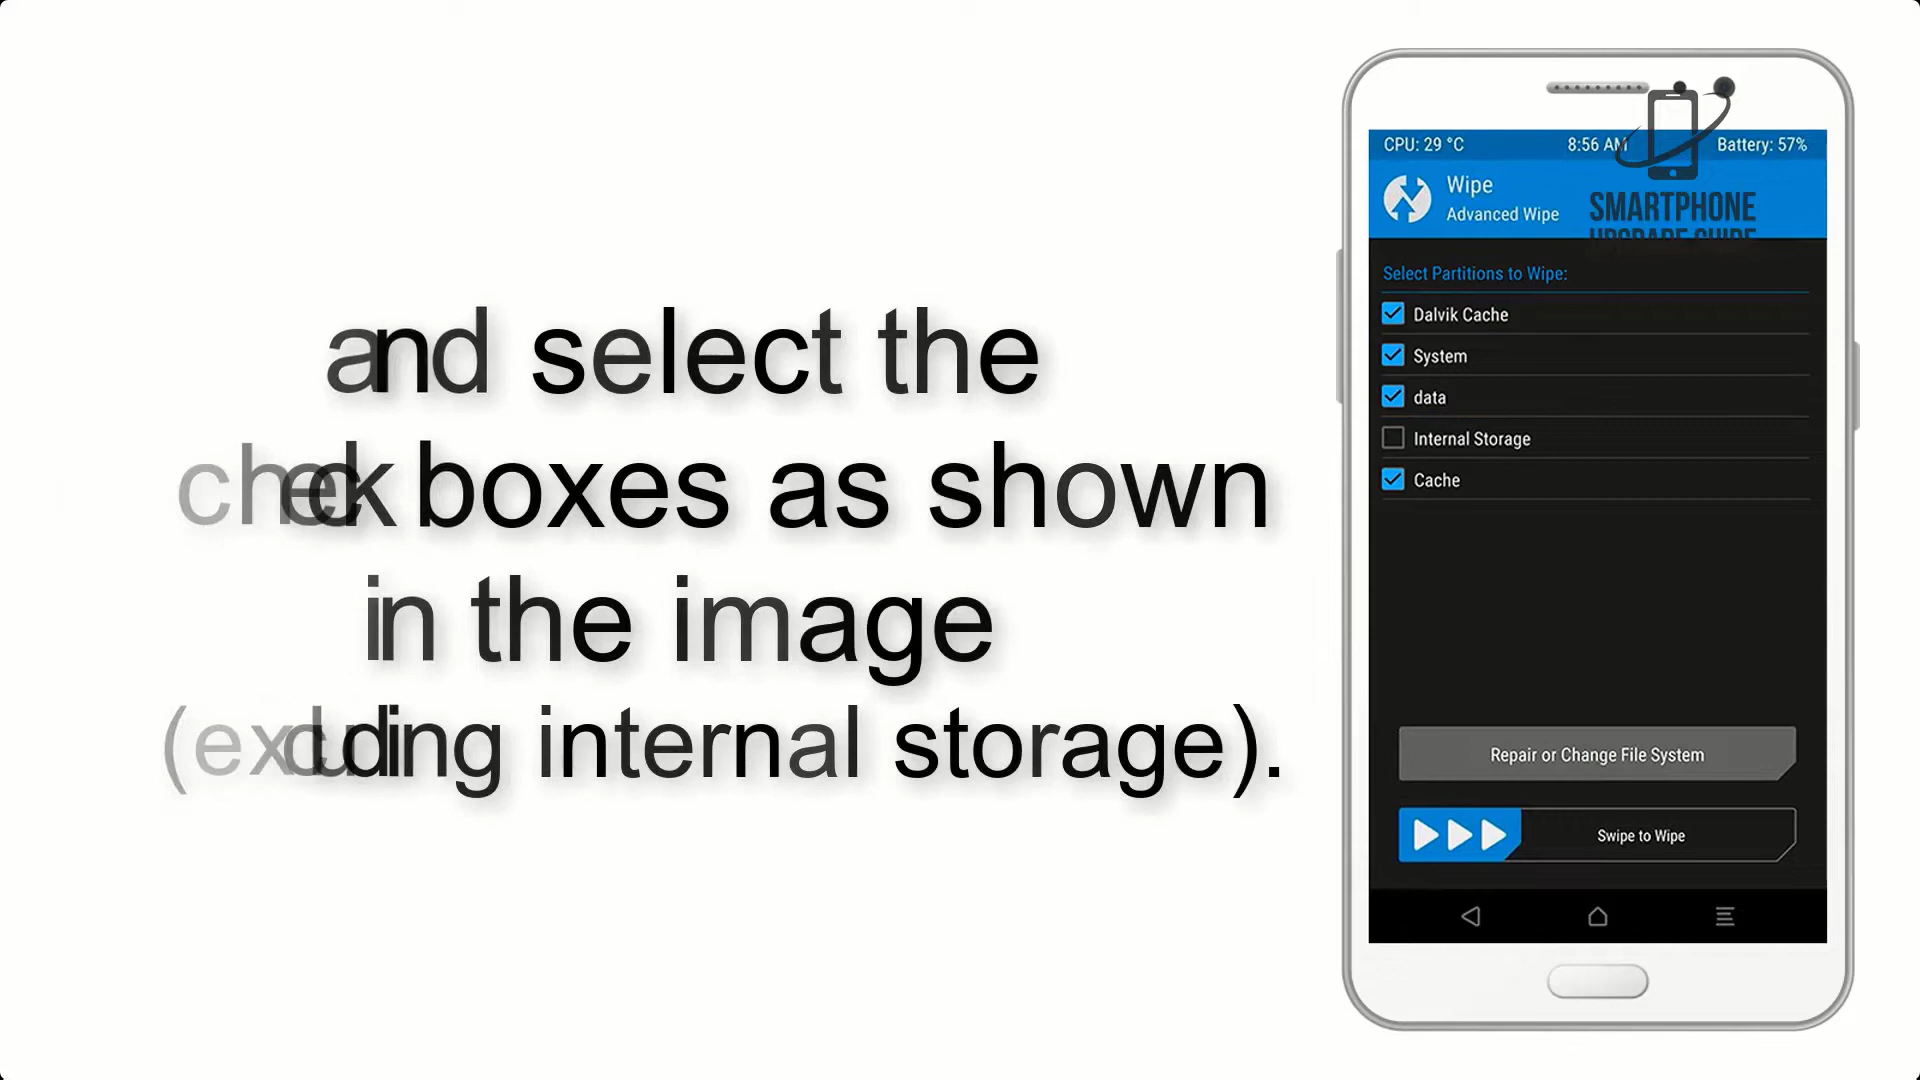 and select the
check boxes as shown
in the image
(excluding internal storage).
CPU: 29 °C 8:56 AM Battery: 57%
Wipe
Advanced Wipe
SMARTPHONE
UPGRADE GUIDE
Select Partitions to Wipe:
Dalvik Cache
System
data
Internal Storage
Cache
Repair or Change File System
Swipe to Wipe